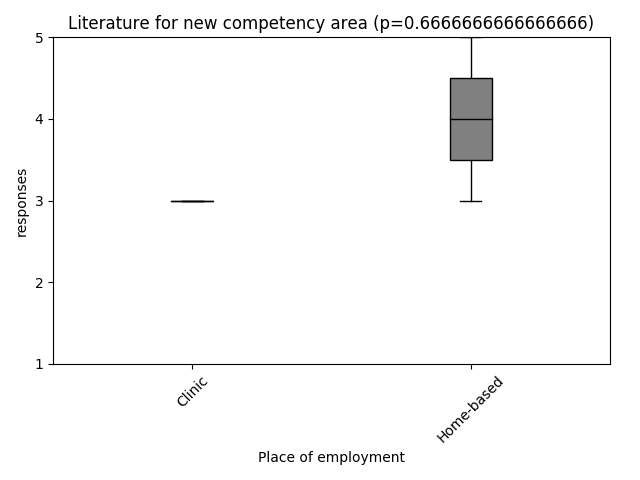 Literature for new competency area (p=0.6666666666666666)
responses
5
4
3
2
1
Clinic
Home-based
Place of employment